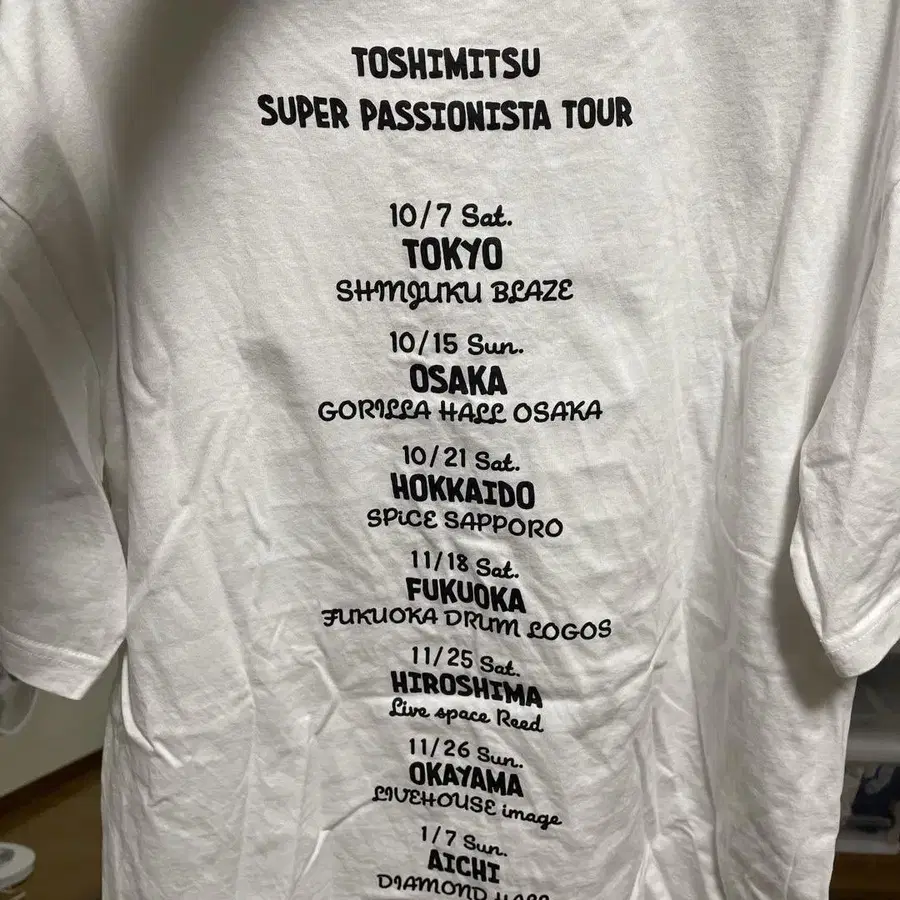 TOSHIMITSU
SUPER PASSIONISTA TOUR
10/7 Sat.
TOKYO
SHINJUKU BLAZE
10/15 Sun.
OSAKA
GORILLA HALL OSAKA
10/21 Sat.
HOKKAIDO
SPiCE SAPPORO
11/18 Sat.
FUKUOKA
FUKUOKA DRUM LOGOS
11/25 Sat.
HIROSHIMA
Live space Reed
11/26 Sun.
OKAYAMA
LIVEHOUSE image
1/7 Sun.
AICHI
DIAMOND HALL